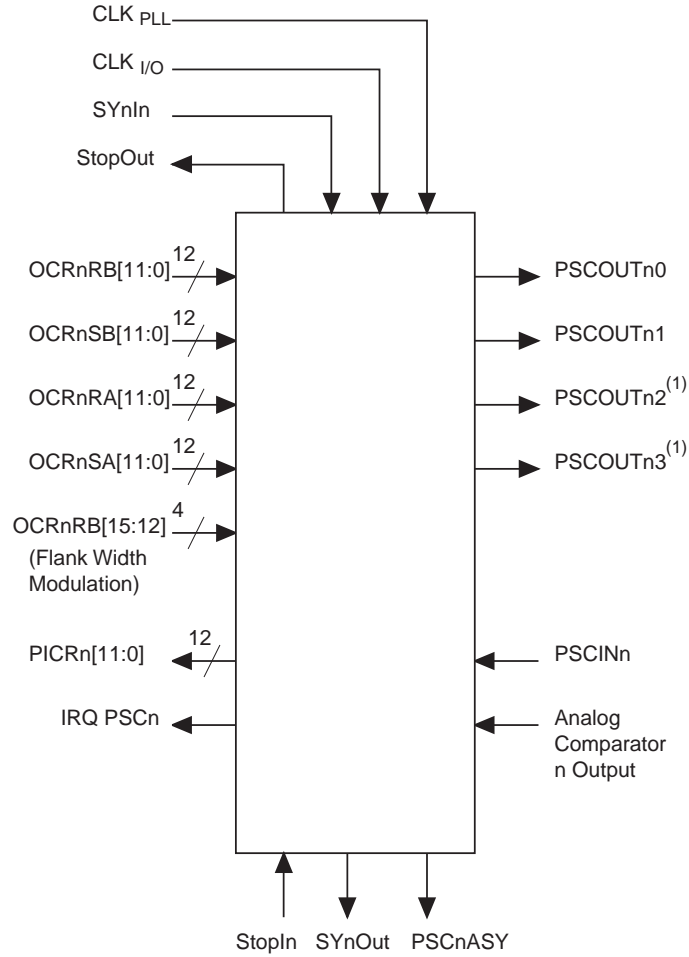 CLK PLL
CLK I/O
SYnIn
StopOut
OCRnRB[11:0] 12
PSCOUTn0
OCRnSB[11:0] 12
PSCOUTn1
OCRnRA[11:0] 12
PSCOUTn2(1)
OCRnSA[11:0] 12
PSCOUTn3(1)
OCRnRB[15:12] 4
(Flank Width
Modulation)
PICRn[11:0] 12
PSCINn
IRQ PSCn
Analog
Comparator
n Output
StopIn SYnOut PSCnASY